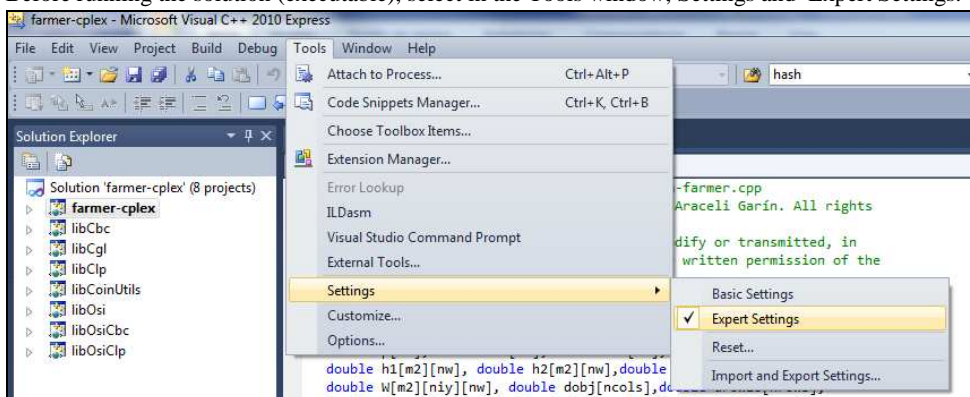 Before running the solution (executable), select in the Tools window, Settings and Expert Settings.
farmer-cplex - Microsoft Visual C++ 2010 Express
File Edit View Project Build Debug Tools Window Help
Attach to Process... Ctrl+Alt+P
hash
Code Snippets Manager... Ctrl+K, Ctrl+B
Choose Toolbox Items...
Solution Explorer
Extension Manager...
Solution 'farmer-cplex' (8 projects)
Error Lookup
-farmer.cpp
farmer-cplex
Araceli Garín. All rights
libCbc
ILDasm
libCgl
Visual Studio Command Prompt
dify or transmitted, in
libClp
External Tools...
written permission of the
libCoinUtils
Settings
Basic Settings
libOsi
Customize...
Expert Settings
libOsiCbc
Options...
Reset...
libOsiClp
double h1[m2][nw], double h2[m2][nw],double
Import and Export Settings...
double W[m2][niy][nw], double dobj[ncols],